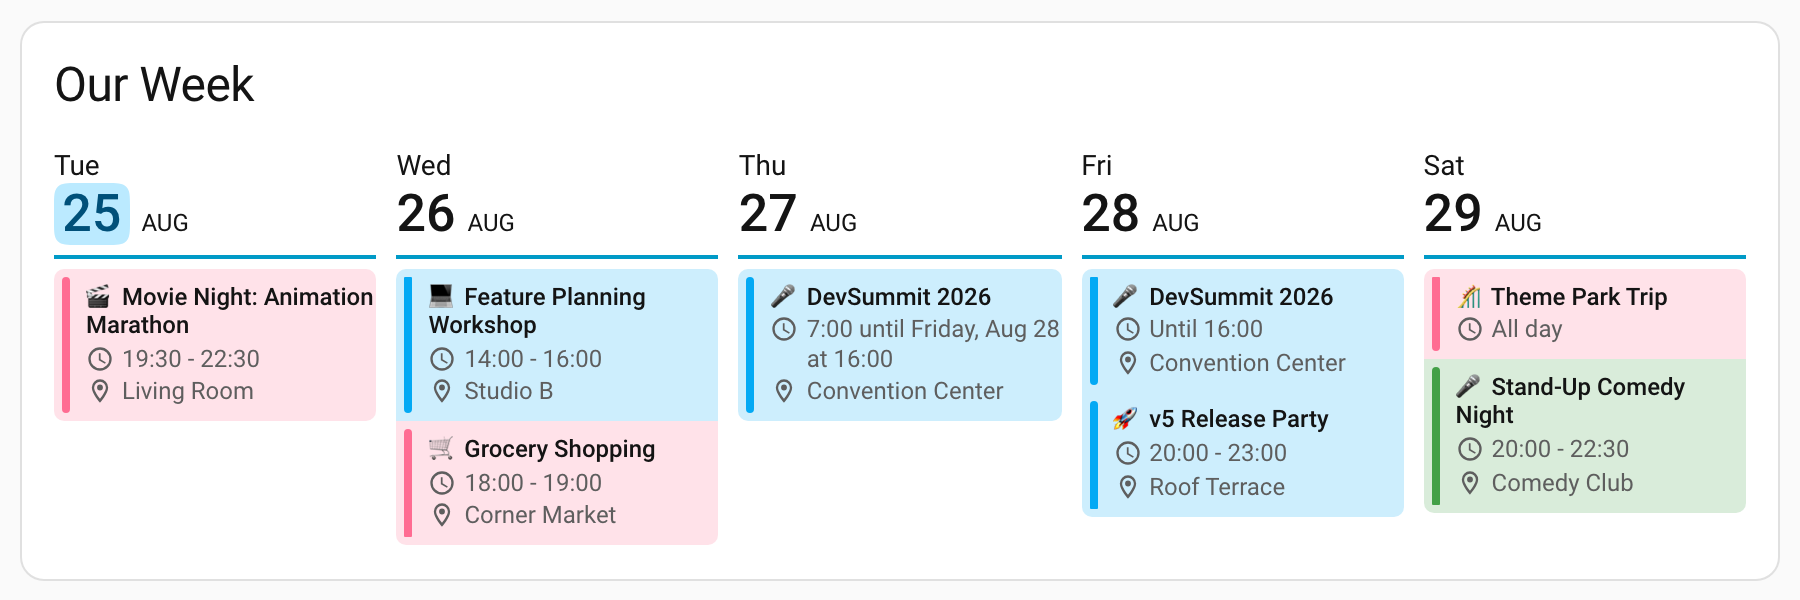 Our Week
Tue
25 AUG
🎬 Movie Night: Animation
Marathon
19:30 - 22:30
Living Room
Wed
26 AUG
💻 Feature Planning
Workshop
14:00 - 16:00
Studio B
🛒 Grocery Shopping
18:00 - 19:00
Corner Market
Thu
27 AUG
🎤 DevSummit 2026
7:00 until Friday, Aug 28
at 16:00
Convention Center
Fri
28 AUG
🎤 DevSummit 2026
Until 16:00
Convention Center
🚀 v5 Release Party
20:00 - 23:00
Roof Terrace
Sat
29 AUG
🎢 Theme Park Trip
All day
🎤 Stand-Up Comedy
Night
20:00 - 22:30
Comedy Club